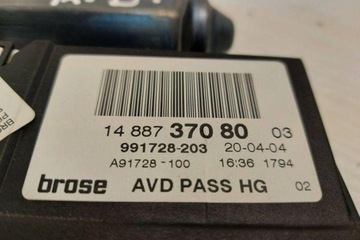 14 887 370 80 03
991728-203 20-04-04
A91728-100 16:36 1794
brose AVD PASS HG 02